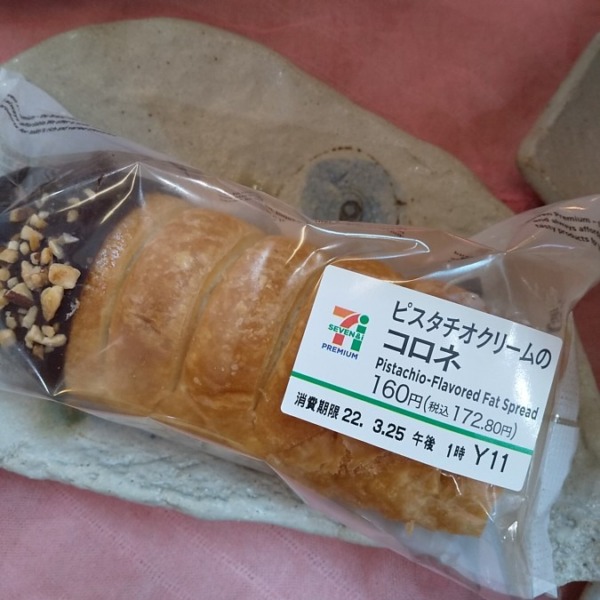 7i
SEVEN&i
PREMIUM
ピスタチオクリームの
コロネ
Pistachio-Flavored Fat Spread
160円(税込172.80円)
消費期限 22. 3.25 午後 1時 Y11